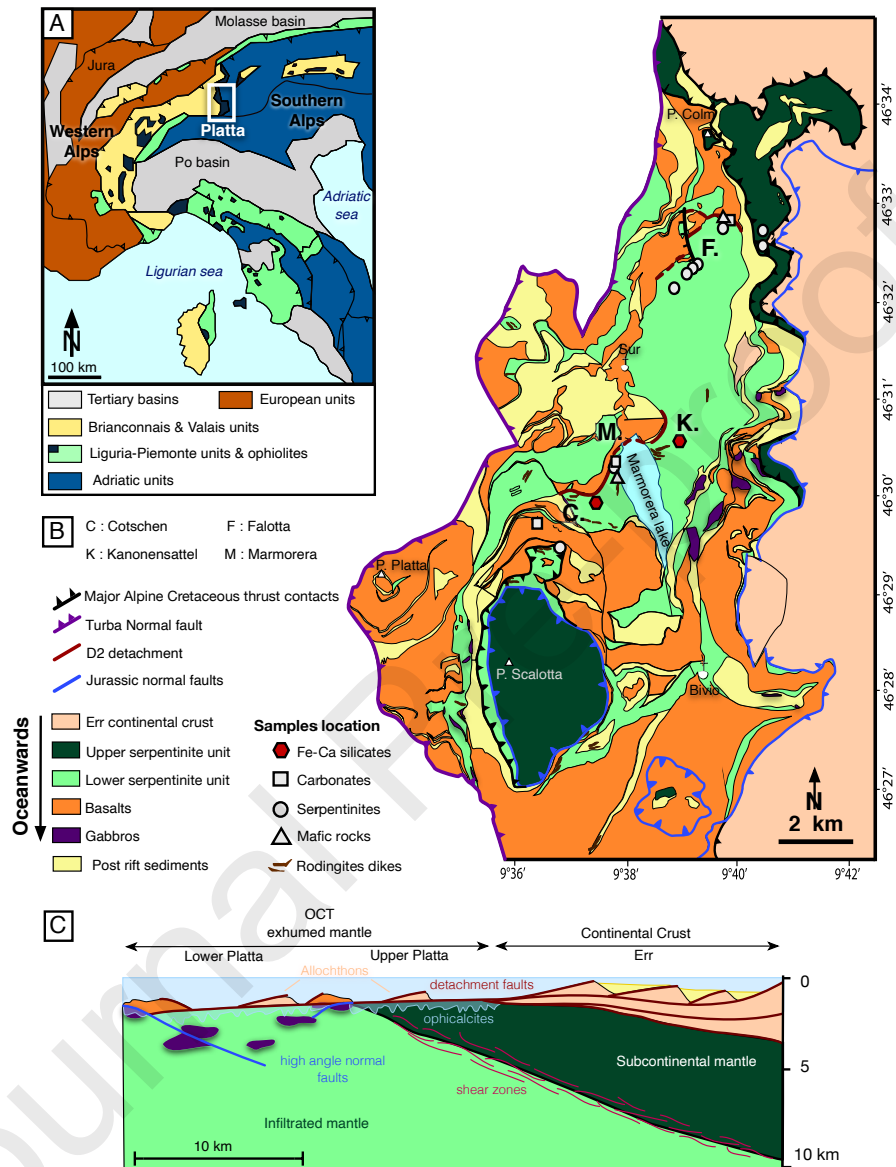 A
Molasse basin
Jura
Southern
Alps
Western
Alps
Platta
Po basin
Adriatic
sea
Ligurian sea
N
100 km
Tertiary basins
European units
Brianconnais & Valais units
Liguria-Piemonte units & ophiolites
Adriatic units
B
C : Cotschen
F : Falotta
K : Kanonensattel
M : Marmorera
Major Alpine Cretaceous thrust contacts
Turba Normal fault
D2 detachment
Jurassic normal faults
Oceanwards
Err continental crust
Upper serpentinite unit
Lower serpentinite unit
Basalts
Gabbros
Post rift sediments
Samples location
Fe-Ca silicates
Carbonates
Serpentinites
Mafic rocks
Rodingites dikes
P. Colm
F.
Sur
K.
M.
Marmorera lake
C.
P. Platta
P. Scalotta
Bivio
N
2 km
46°34'
46°33'
46°32'
46°31'
46°30'
46°29'
46°28'
46°27'
9°36'
9°38'
9°40'
9°42'
C
OCT
exhumed mantle
Continental Crust
Lower Platta
Upper Platta
Err
Allochthons
detachment faults
0
ophicalcites
high angle normal
faults
Subcontinental mantle
5
shear zones
Infiltrated mantle
10 km
10 km
Journal Pre-proof